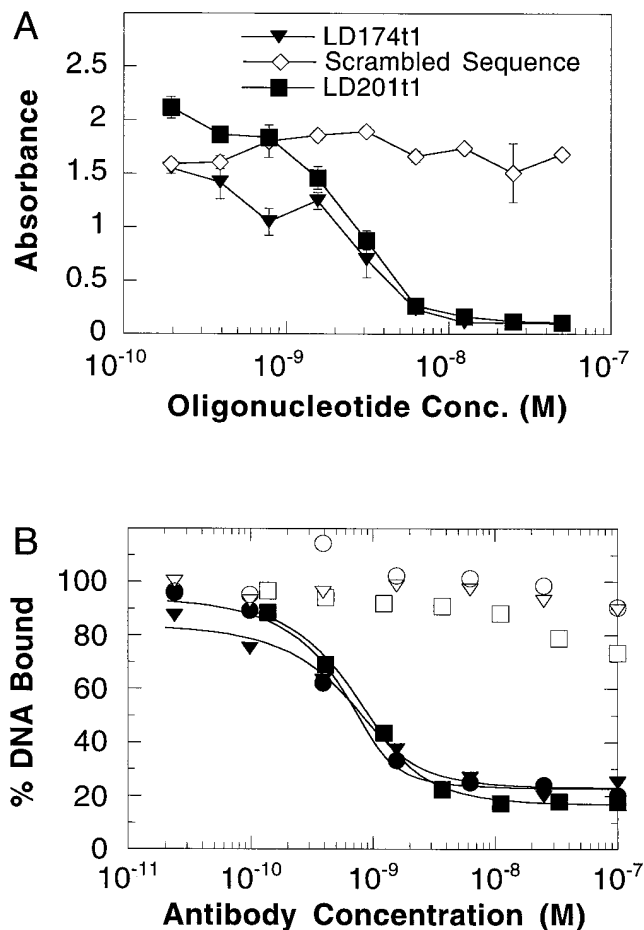 A
LD174t1
Scrambled Sequence
LD201t1
Absorbance
2.5
2
1.5
1
0.5
0
10-10
10-9
10-8
10-7
Oligonucleotide Conc. (M)
B
% DNA Bound
100
80
60
40
20
0
10-11
10-10
10-9
10-8
10-7
Antibody Concentration (M)